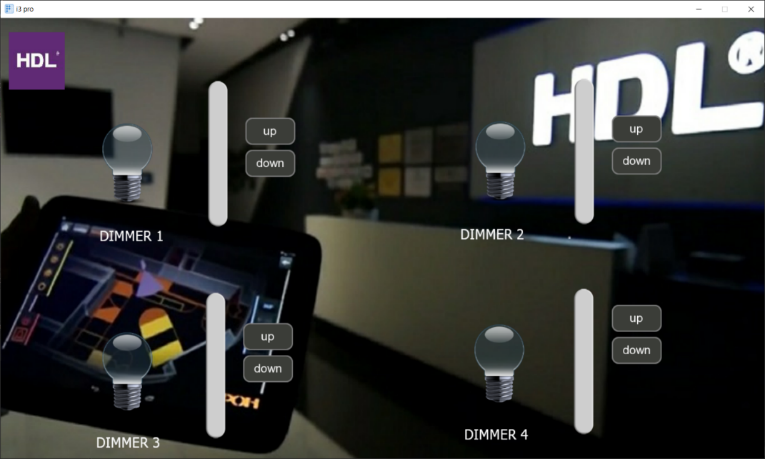 i3 pro
HDL®
HDL®
up
down
up
down
DIMMER 1
DIMMER 2
up
down
up
down
DIMMER 3
DIMMER 4